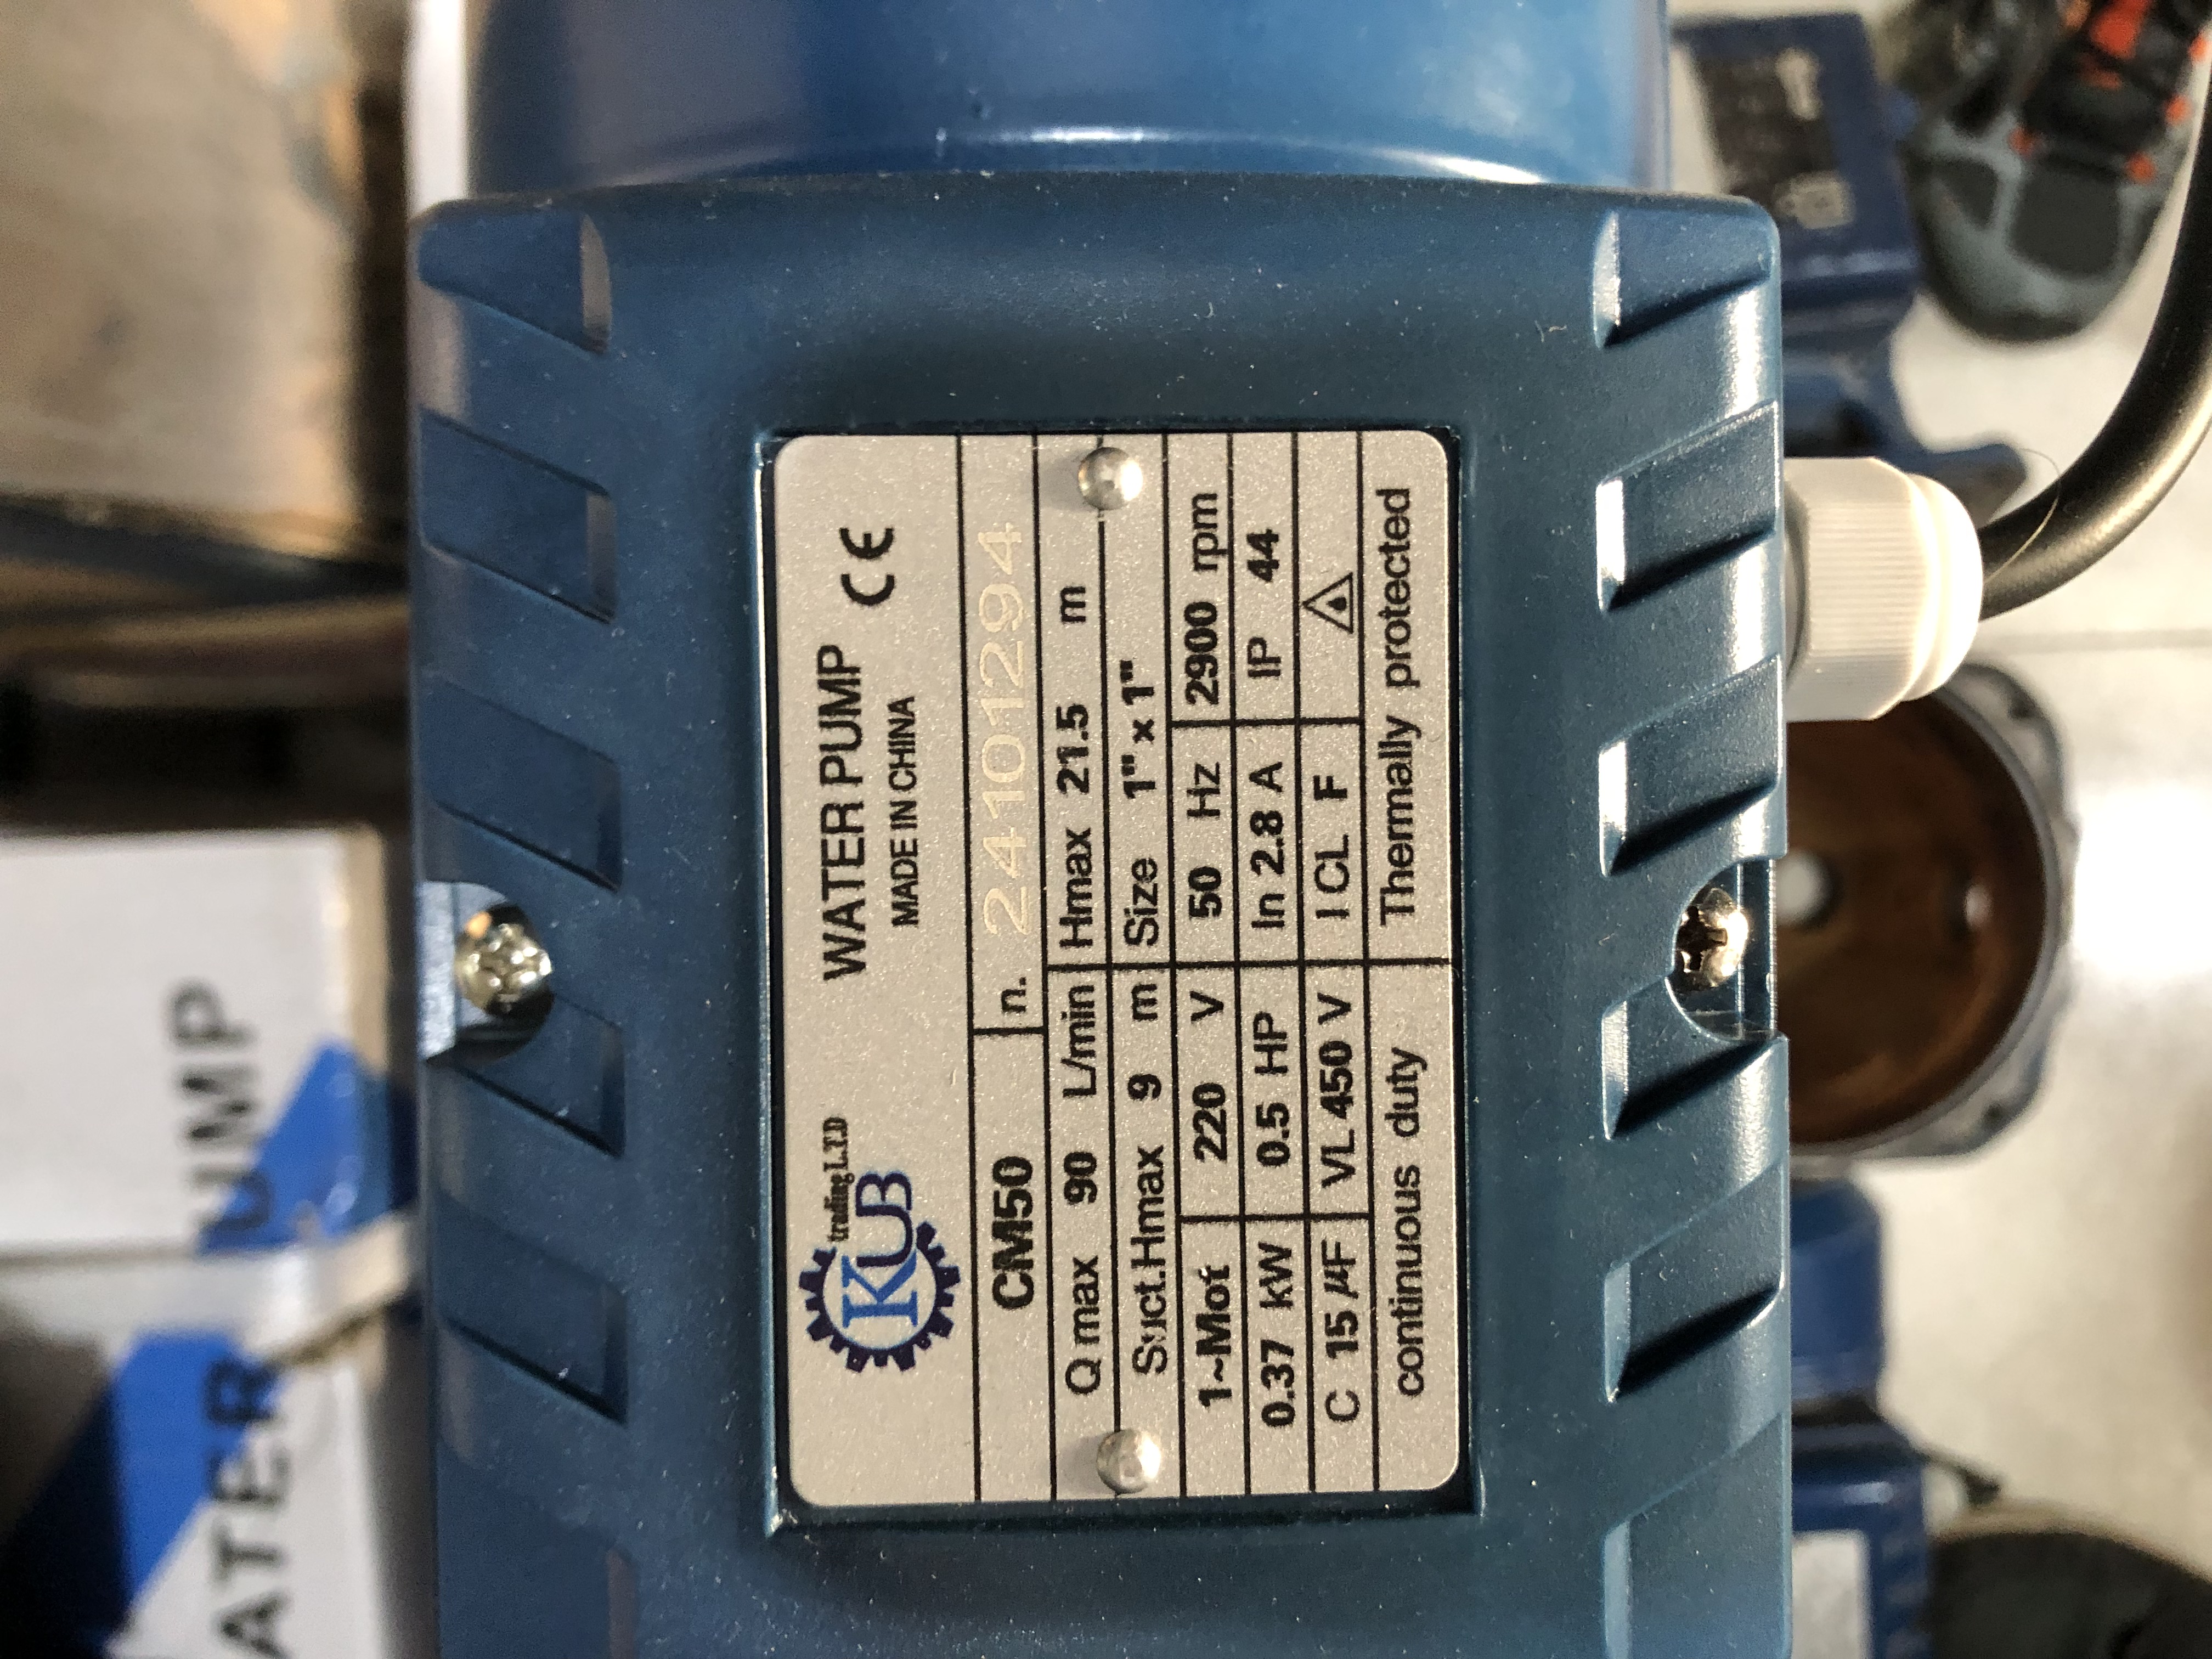 KUB trading L.T.D
WATER PUMP
MADE IN CHINA CE
CM50 n. 24101294
Q max 90 L/min Hmax 21.5 m
Suct.Hmax 9 m Size 1" x 1"
1~Mot 220 V 50 Hz 2900 rpm
0.37 kW 0.5 HP In 2.8 A IP 44
C 15 µF VL 450 V I CL F
continuous duty Thermally protected
WATER PUMP